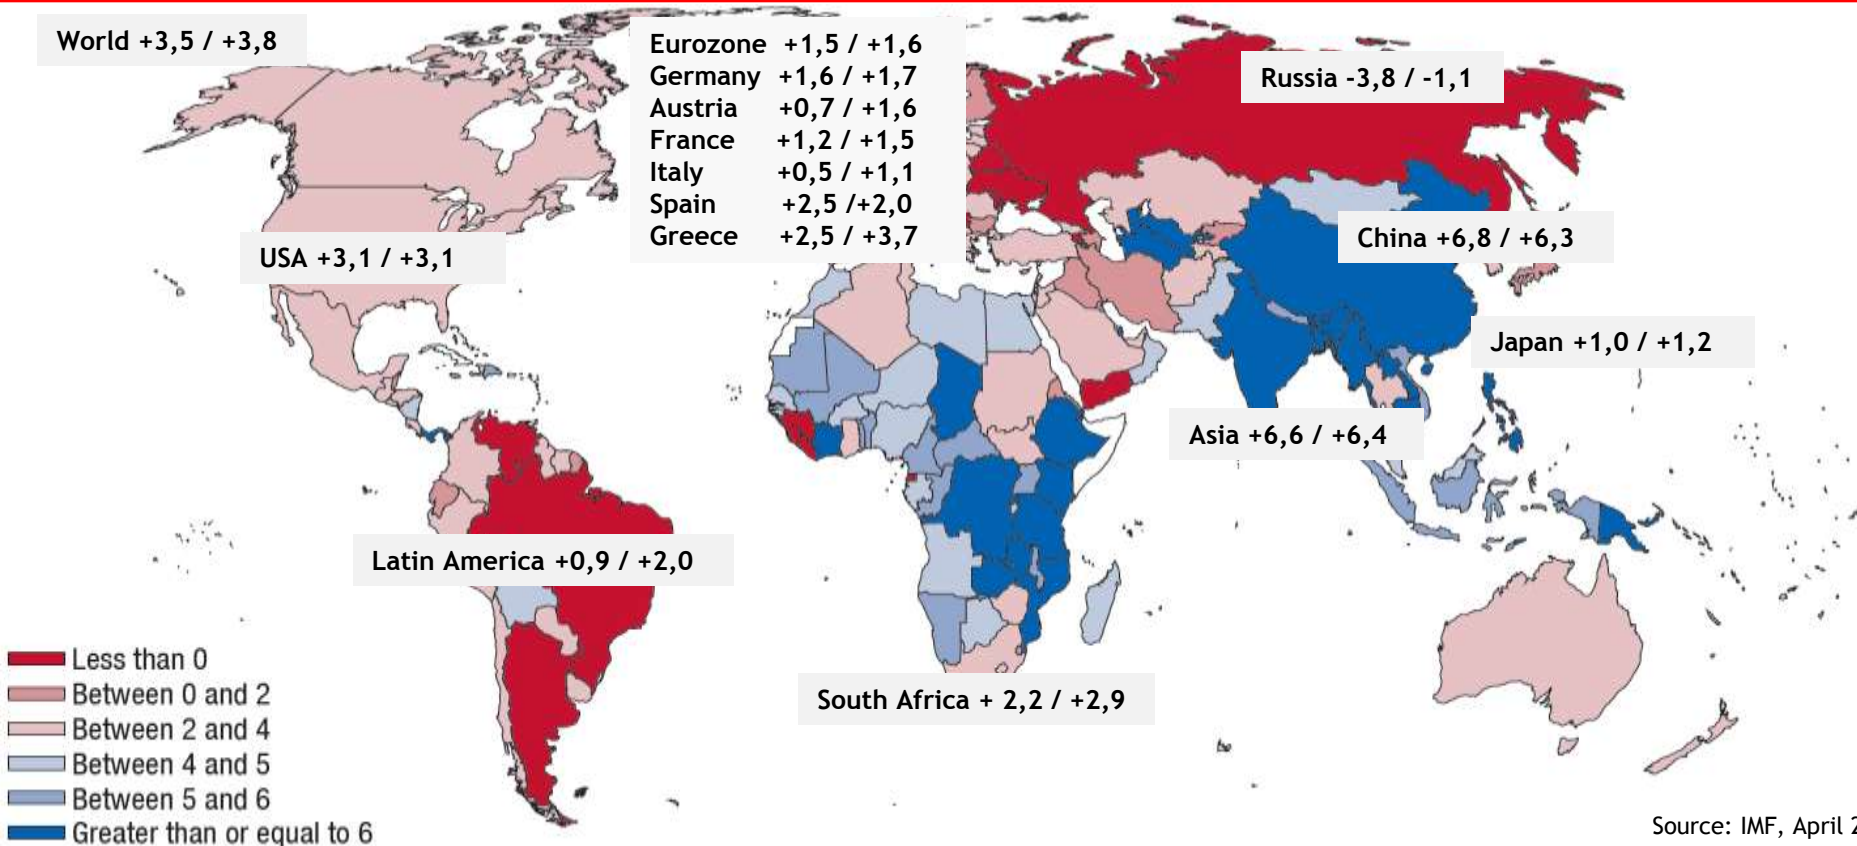 World +3,5 / +3,8
Eurozone +1,5 / +1,6
Germany +1,6 / +1,7
Austria +0,7 / +1,6
France +1,2 / +1,5
Italy +0,5 / +1,1
Spain +2,5 /+2,0
Greece +2,5 / +3,7
Russia -3,8 / -1,1
USA +3,1 / +3,1
China +6,8 / +6,3
Japan +1,0 / +1,2
Asia +6,6 / +6,4
Latin America +0,9 / +2,0
South Africa + 2,2 / +2,9
Less than 0
Between 0 and 2
Between 2 and 4
Between 4 and 5
Between 5 and 6
Greater than or equal to 6
Source: IMF, April